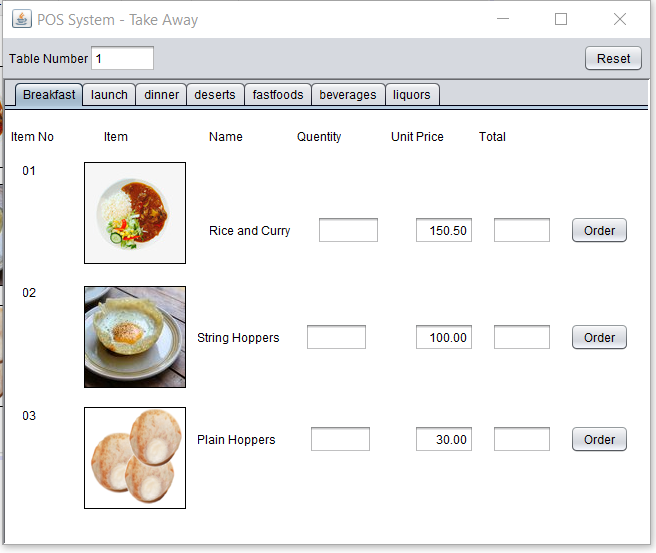 POS System - Take Away
Table Number 1 Reset
Breakfast launch dinner deserts fastfoods beverages liquors
Item No Item Name Quentity Unit Price Total
01
Rice and Curry 150.50 Order
02
String Hoppers 100.00 Order
03
Plain Hoppers 30.00 Order